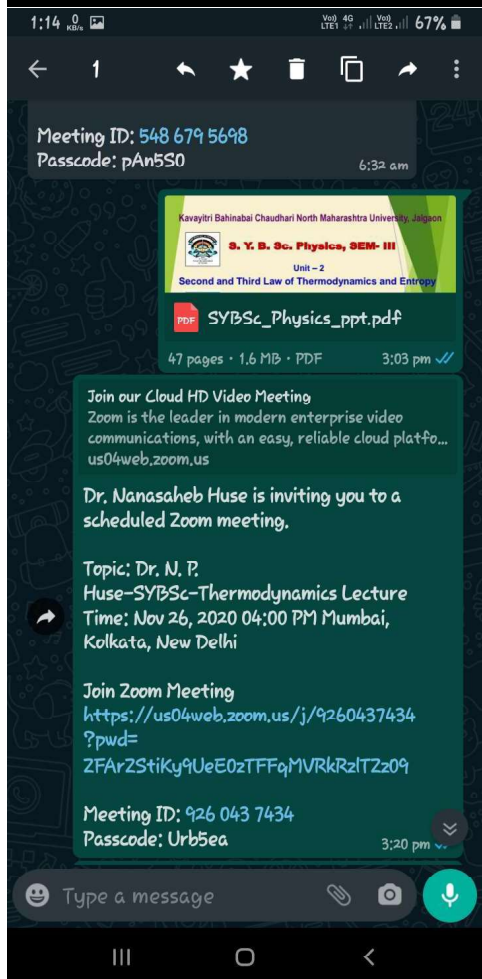 1:14 0 KB/s Vo) 4G LTE1 Vo) LTE2 67%
1
Meeting ID: 548 679 5698
Passcode: pAn5S0
6:32 am
Kavayitri Bahinabai Chaudhari North Maharashtra University, Jalgaon
S. Y. B. Sc. Physics, SEM- III
Unit – 2
Second and Third Law of Thermodynamics and Entropy
PDF SYBSc_Physics_ppt.pdf
47 pages • 1.6 MB • PDF 3:03 pm
Join our Cloud HD Video Meeting
Zoom is the leader in modern enterprise video
communications, with an easy, reliable cloud platfo...
us04web.zoom.us
Dr. Nanasaheb Huse is inviting you to a
scheduled Zoom meeting.
Topic: Dr. N. P.
Huse-SYBSc-Thermodynamics Lecture
Time: Nov 26, 2020 04:00 PM Mumbai,
Kolkata, New Delhi
Join Zoom Meeting
https://us04web.zoom.us/j/9260437434
?pwd=
ZFArZStiKy9UeE0zTFFqMVRkRzlTZz09
Meeting ID: 926 043 7434
Passcode: Urb5ea
3:20 pm
Type a message